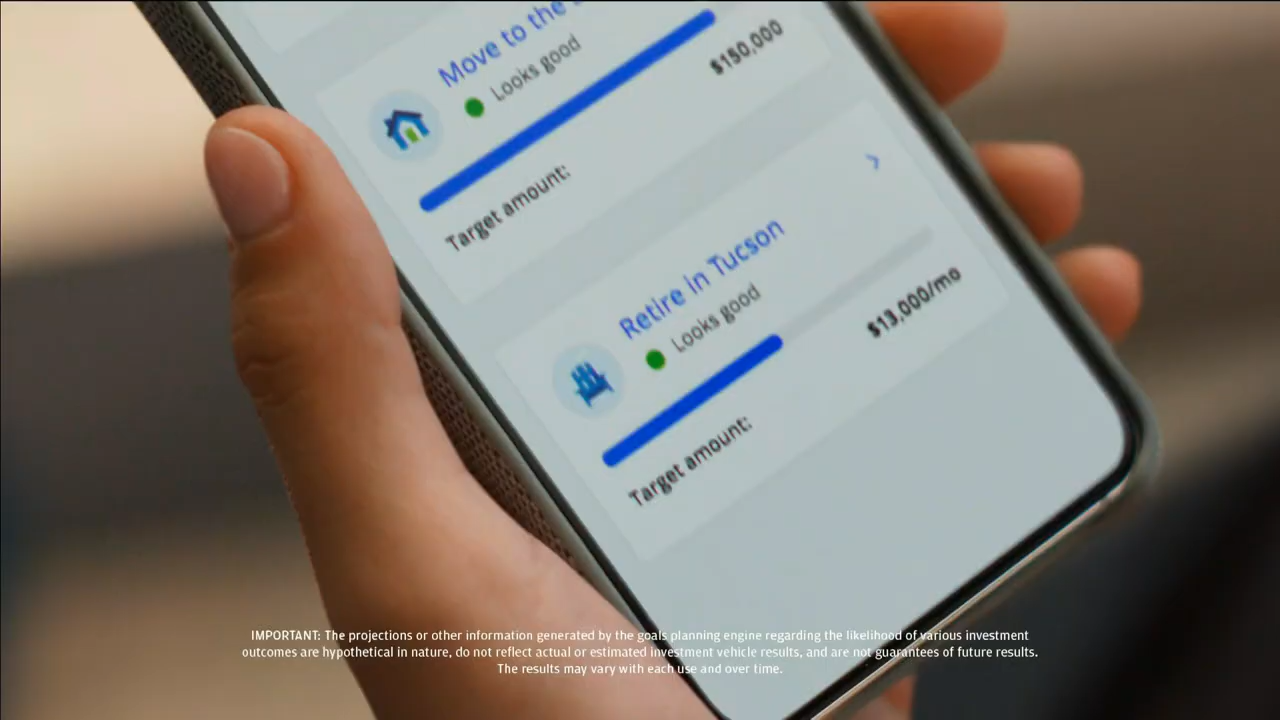 Move to the
Looks good
$150,000
Target amount:
Retire in Tucson
Looks good
$13,000/mo
Target amount:
IMPORTANT: The projections or other information generated by the goals planning engine regarding the likelihood of various investment
outcomes are hypothetical in nature, do not reflect actual or estimated investment vehicle results, and are not guarantees of future results.
The results may vary with each use and over time.